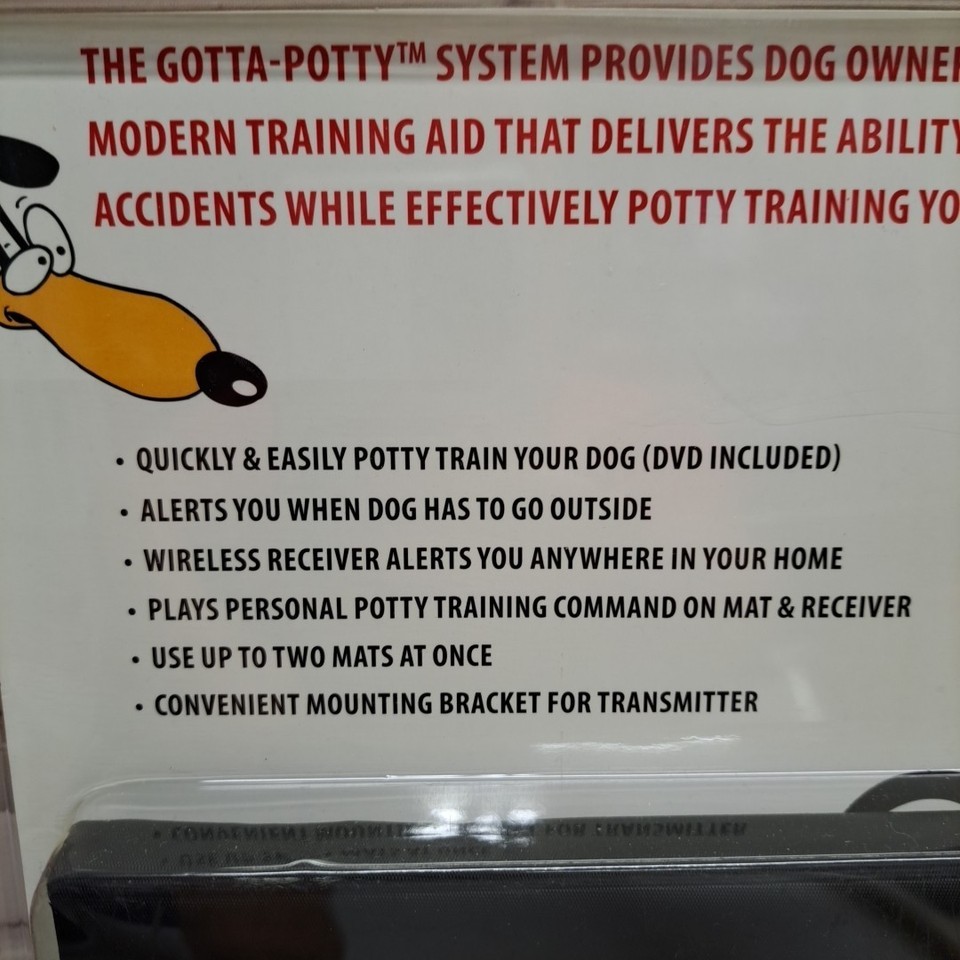 THE GOTTA-POTTY™ SYSTEM PROVIDES DOG OWNER
MODERN TRAINING AID THAT DELIVERS THE ABILITY
ACCIDENTS WHILE EFFECTIVELY POTTY TRAINING YO
• QUICKLY & EASILY POTTY TRAIN YOUR DOG (DVD INCLUDED)
• ALERTS YOU WHEN DOG HAS TO GO OUTSIDE
• WIRELESS RECEIVER ALERTS YOU ANYWHERE IN YOUR HOME
• PLAYS PERSONAL POTTY TRAINING COMMAND ON MAT & RECEIVER
• USE UP TO TWO MATS AT ONCE
• CONVENIENT MOUNTING BRACKET FOR TRANSMITTER